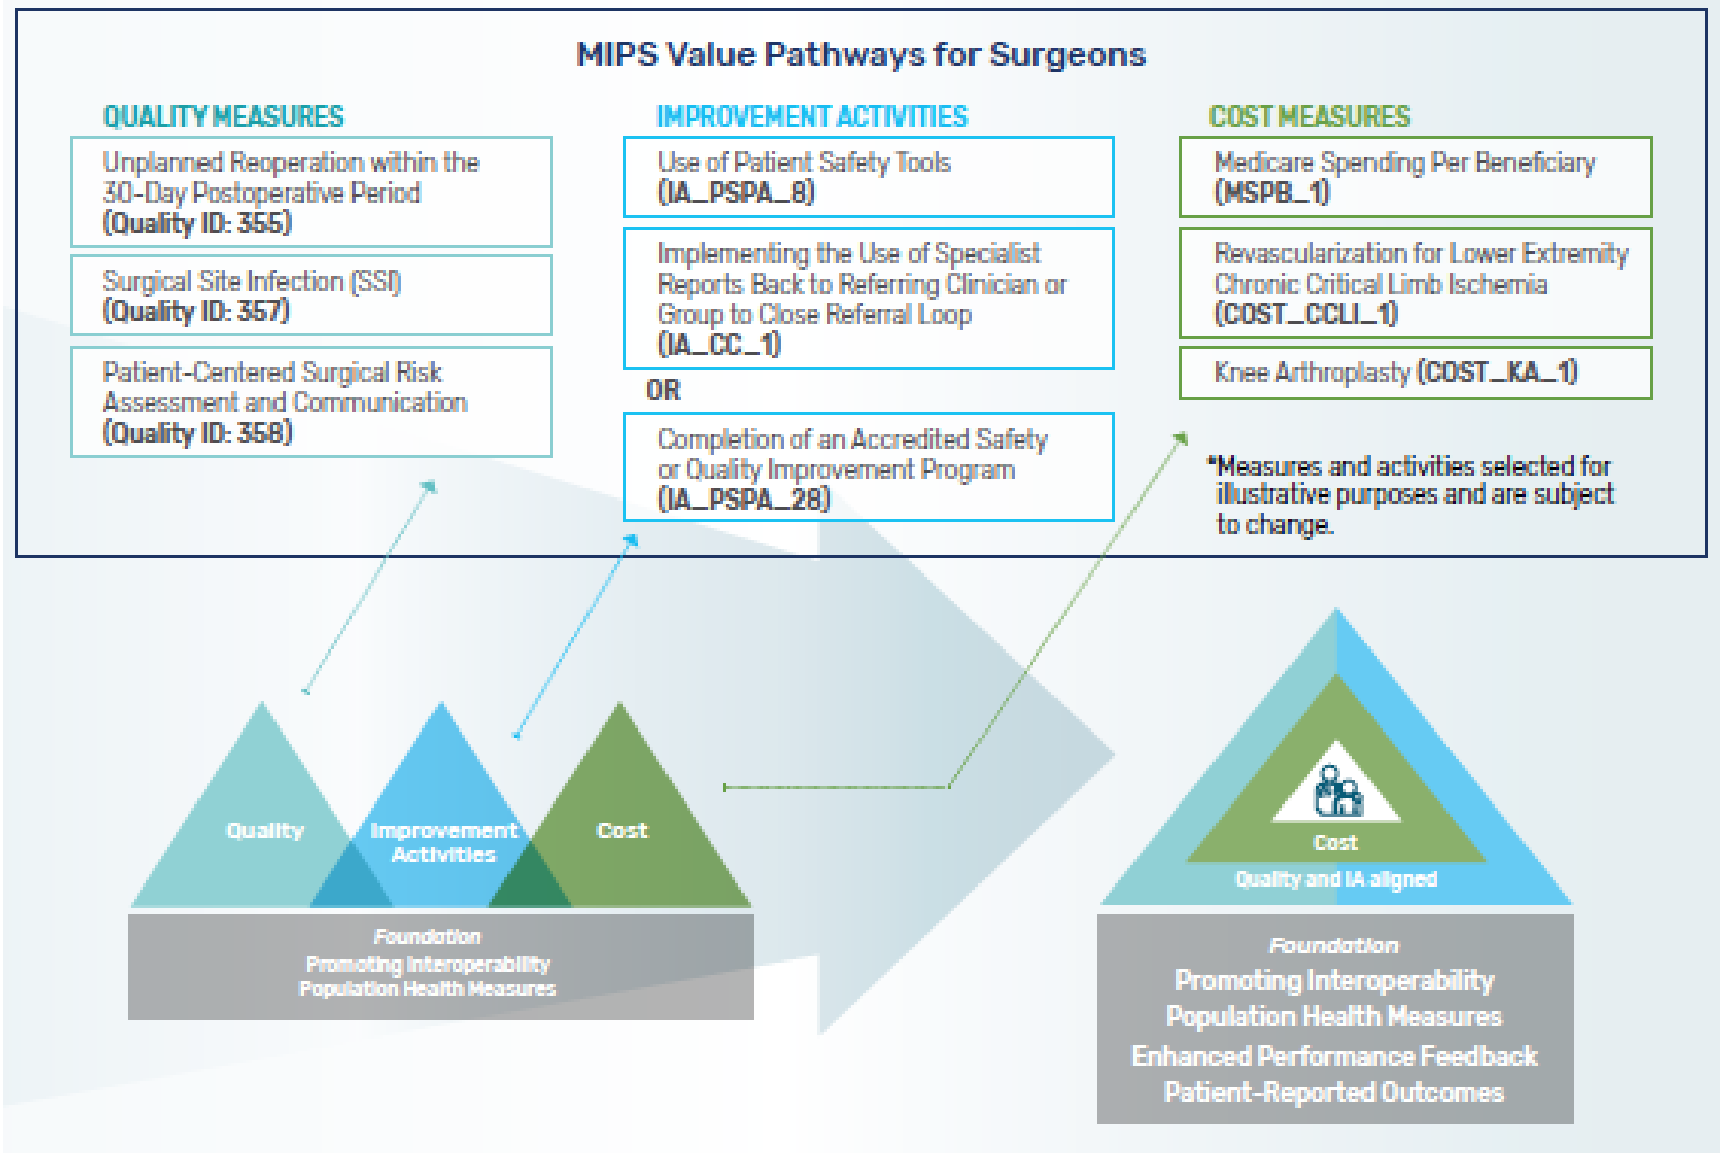 MIPS Value Pathways for Surgeons
QUALITY MEASURES
Unplanned Reoperation within the
30-Day Postoperative Period
(Quality ID: 355)
Surgical Site Infection (SSI)
(Quality ID: 357)
Patient-Centered Surgical Risk
Assessment and Communication
(Quality ID: 358)
IMPROVEMENT ACTIVITIES
Use of Patient Safety Tools
(IA_PSPA_8)
Implementing the Use of Specialist
Reports Back to Referring Clinician or
Group to Close Referral Loop
(IA_CC_1)
OR
Completion of an Accredited Safety
or Quality Improvement Program
(IA_PSPA_28)
COST MEASURES
Medicare Spending Per Beneficiary
(MSPB_1)
Revascularization for Lower Extremity
Chronic Critical Limb Ischemia
(COST_CCLI_1)
Knee Arthroplasty (COST_KA_1)
*Measures and activities selected for
illustrative purposes and are subject
to change.
Quality
Improvement
Activities
Cost
Foundation
Promoting Interoperability
Population Health Measures
Cost
Quality and IA aligned
Foundation
Promoting Interoperability
Population Health Measures
Enhanced Performance Feedback
Patient-Reported Outcomes